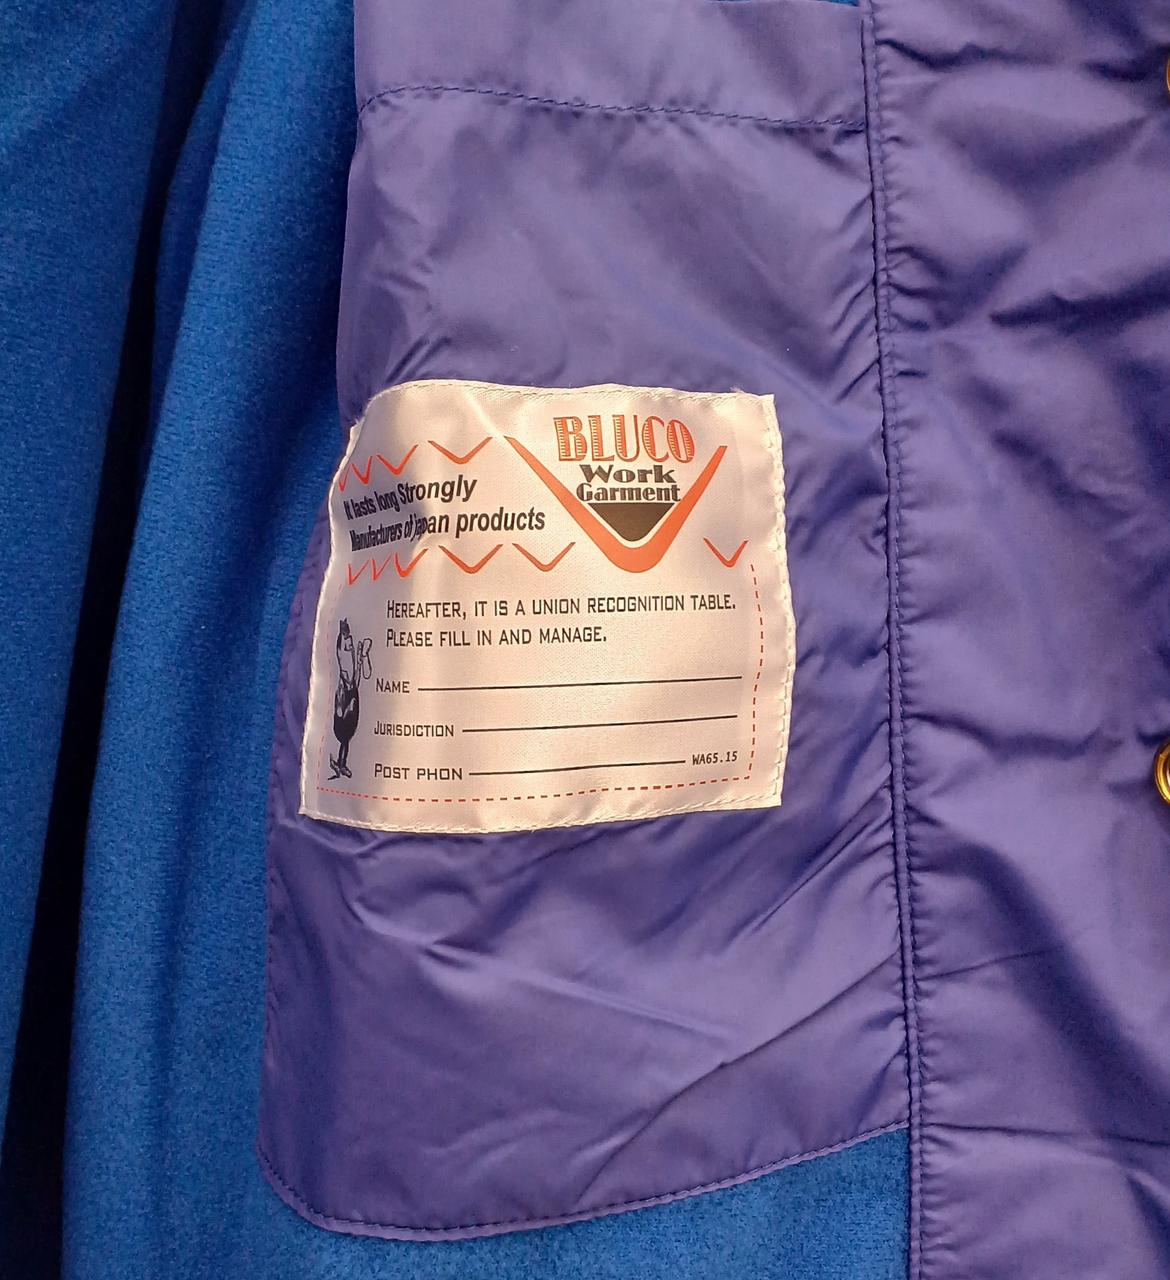 BLUCO
Work
Garment
It lasts long Strongly
Manufacturers of Japan products
HEREAFTER, IT IS A UNION RECOGNITION TABLE.
PLEASE FILL IN AND MANAGE.
NAME
JURISDICTION
POST PHON
WA65.15